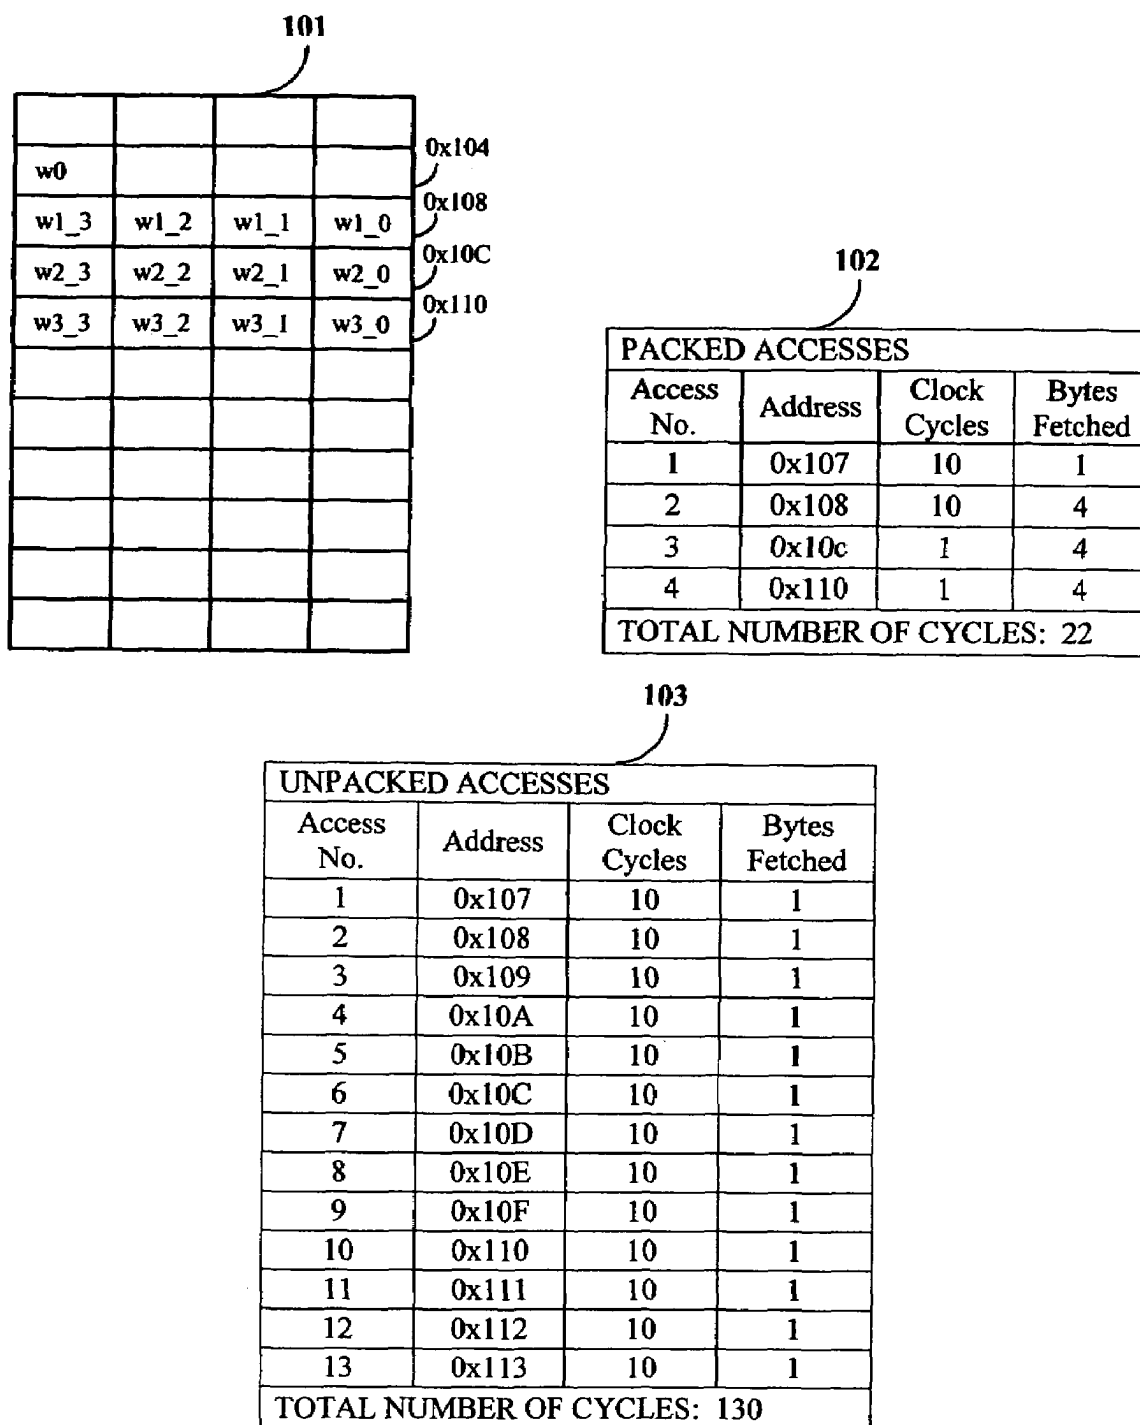 101
0x104
w0
0x108
w1_3 w1_2 w1_1 w1_0
0x10C
w2_3 w2_2 w2_1 w2_0
0x110
w3_3 w3_2 w3_1 w3_0
102
PACKED ACCESSES
Access No. Address Clock Cycles Bytes Fetched
1 0x107 10 1
2 0x108 10 4
3 0x10c 1 4
4 0x110 1 4
TOTAL NUMBER OF CYCLES: 22
103
UNPACKED ACCESSES
Access No. Address Clock Cycles Bytes Fetched
1 0x107 10 1
2 0x108 10 1
3 0x109 10 1
4 0x10A 10 1
5 0x10B 10 1
6 0x10C 10 1
7 0x10D 10 1
8 0x10E 10 1
9 0x10F 10 1
10 0x110 10 1
11 0x111 10 1
12 0x112 10 1
13 0x113 10 1
TOTAL NUMBER OF CYCLES: 130